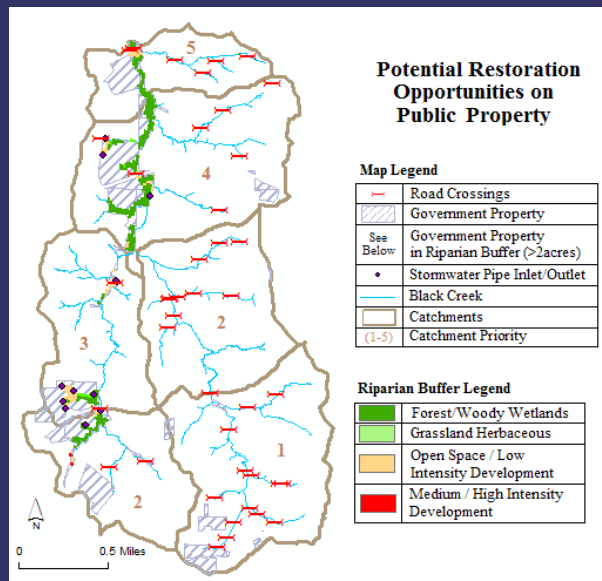 Potential Restoration
Opportunities on
Public Property
Map Legend
Road Crossings
Government Property
See
Below
Government Property
in Riparian Buffer (>2acres)
Stormwater Pipe Inlet/Outlet
Black Creek
Catchments
(1-5)
Catchment Priority
Riparian Buffer Legend
Forest/Woody Wetlands
Grassland Herbaceous
Open Space / Low
Intensity Development
Medium / High Intensity
Development
5
4
2
3
1
2
N
0
0.5 Miles